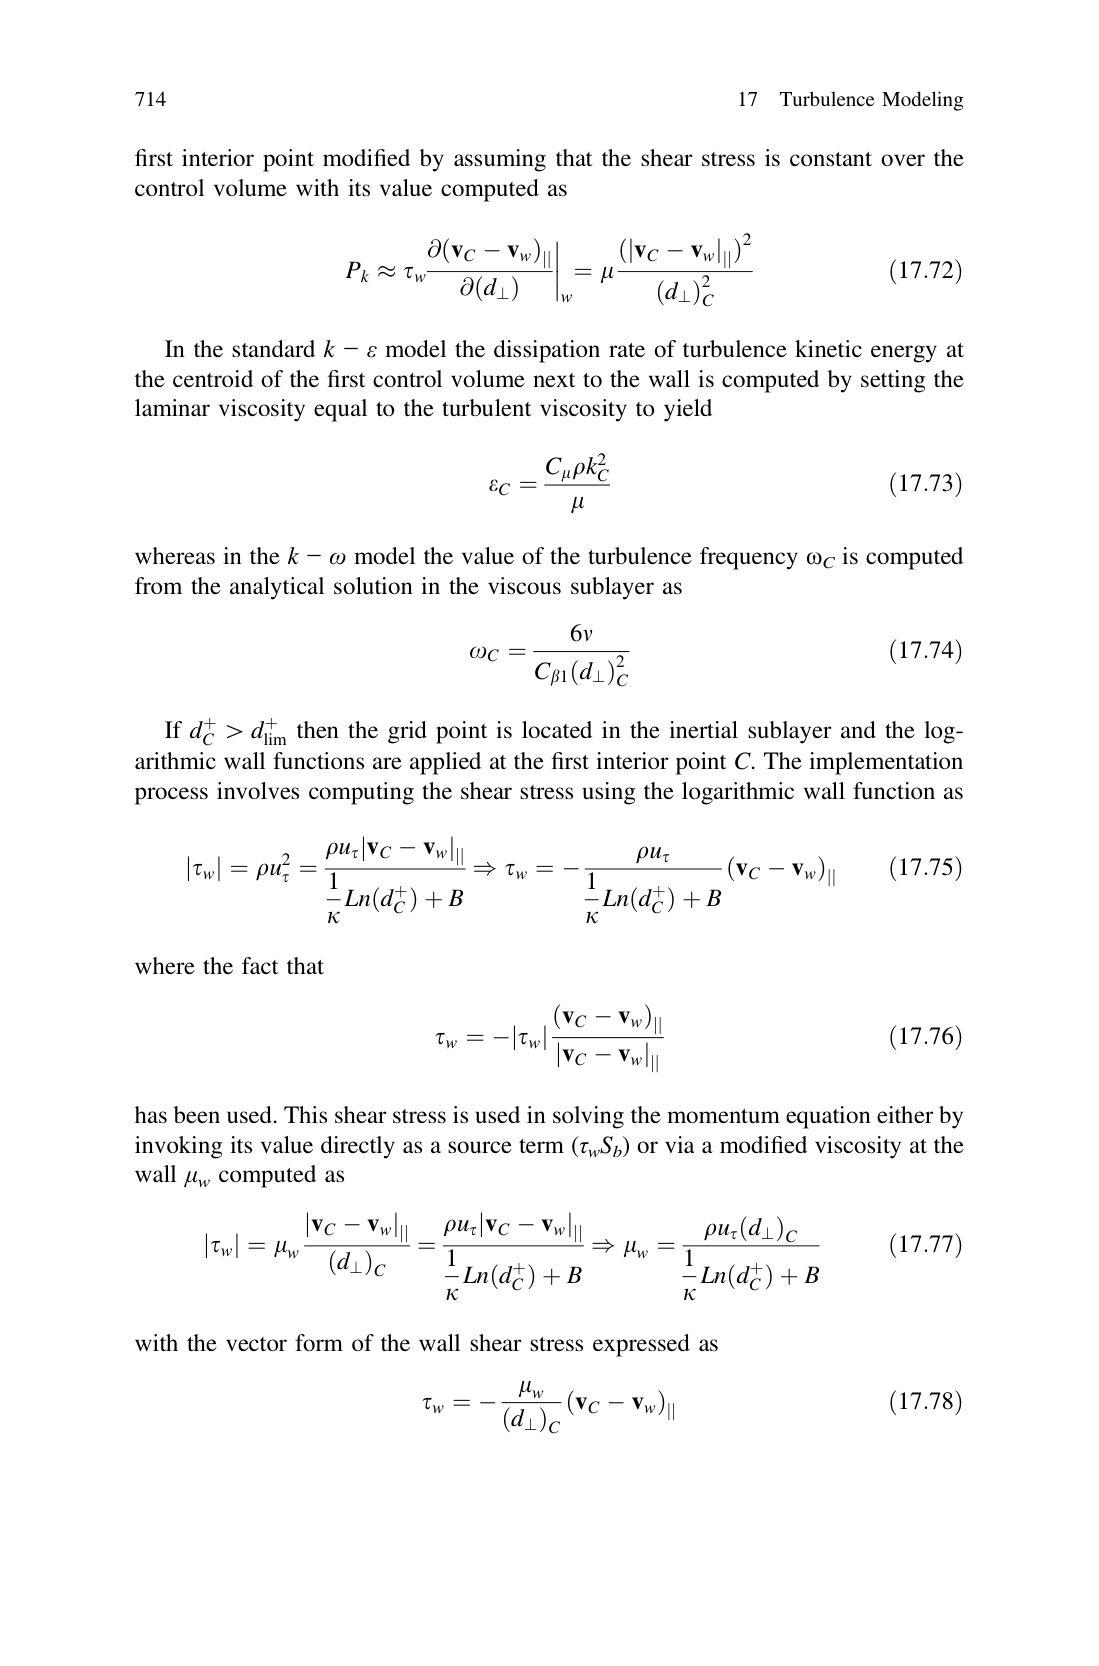 714 17 Turbulence Modeling
first interior point modified by assuming that the shear stress is constant over the
control volume with its value computed as
$$P_k \approx \tau_w \left. \frac{\partial (\mathbf{v}_C - \mathbf{v}_w)_{||}}{\partial (d_\perp)} \right|_w = \mu \frac{(|\mathbf{v}_C - \mathbf{v}_w|_{||})^2}{(d_\perp)_C^2} \quad (17.72)$$
In the standard $k - \varepsilon$ model the dissipation rate of turbulence kinetic energy at
the centroid of the first control volume next to the wall is computed by setting the
laminar viscosity equal to the turbulent viscosity to yield
$$\varepsilon_C = \frac{C_\mu \rho k_C^2}{\mu} \quad (17.73)$$
whereas in the $k - \omega$ model the value of the turbulence frequency $\omega_C$ is computed
from the analytical solution in the viscous sublayer as
$$\omega_C = \frac{6\nu}{C_{\beta 1} (d_\perp)_C^2} \quad (17.74)$$
If $d_C^+ > d_{\lim}^+$ then the grid point is located in the inertial sublayer and the log-
arithmic wall functions are applied at the first interior point $C$. The implementation
process involves computing the shear stress using the logarithmic wall function as
$$|\tau_w| = \rho u_\tau^2 = \frac{\rho u_\tau |\mathbf{v}_C - \mathbf{v}_w|_{||}}{\frac{1}{\kappa} Ln(d_C^+) + B} \Rightarrow \tau_w = - \frac{\rho u_\tau}{\frac{1}{\kappa} Ln(d_C^+) + B} (\mathbf{v}_C - \mathbf{v}_w)_{||} \quad (17.75)$$
where the fact that
$$\tau_w = -|\tau_w| \frac{(\mathbf{v}_C - \mathbf{v}_w)_{||}}{|\mathbf{v}_C - \mathbf{v}_w|_{||}} \quad (17.76)$$
has been used. This shear stress is used in solving the momentum equation either by
invoking its value directly as a source term ($\tau_w S_b$) or via a modified viscosity at the
wall $\mu_w$ computed as
$$|\tau_w| = \mu_w \frac{|\mathbf{v}_C - \mathbf{v}_w|_{||}}{(d_\perp)_C} = \frac{\rho u_\tau |\mathbf{v}_C - \mathbf{v}_w|_{||}}{\frac{1}{\kappa} Ln(d_C^+) + B} \Rightarrow \mu_w = \frac{\rho u_\tau (d_\perp)_C}{\frac{1}{\kappa} Ln(d_C^+) + B} \quad (17.77)$$
with the vector form of the wall shear stress expressed as
$$\tau_w = - \frac{\mu_w}{(d_\perp)_C} (\mathbf{v}_C - \mathbf{v}_w)_{||} \quad (17.78)$$